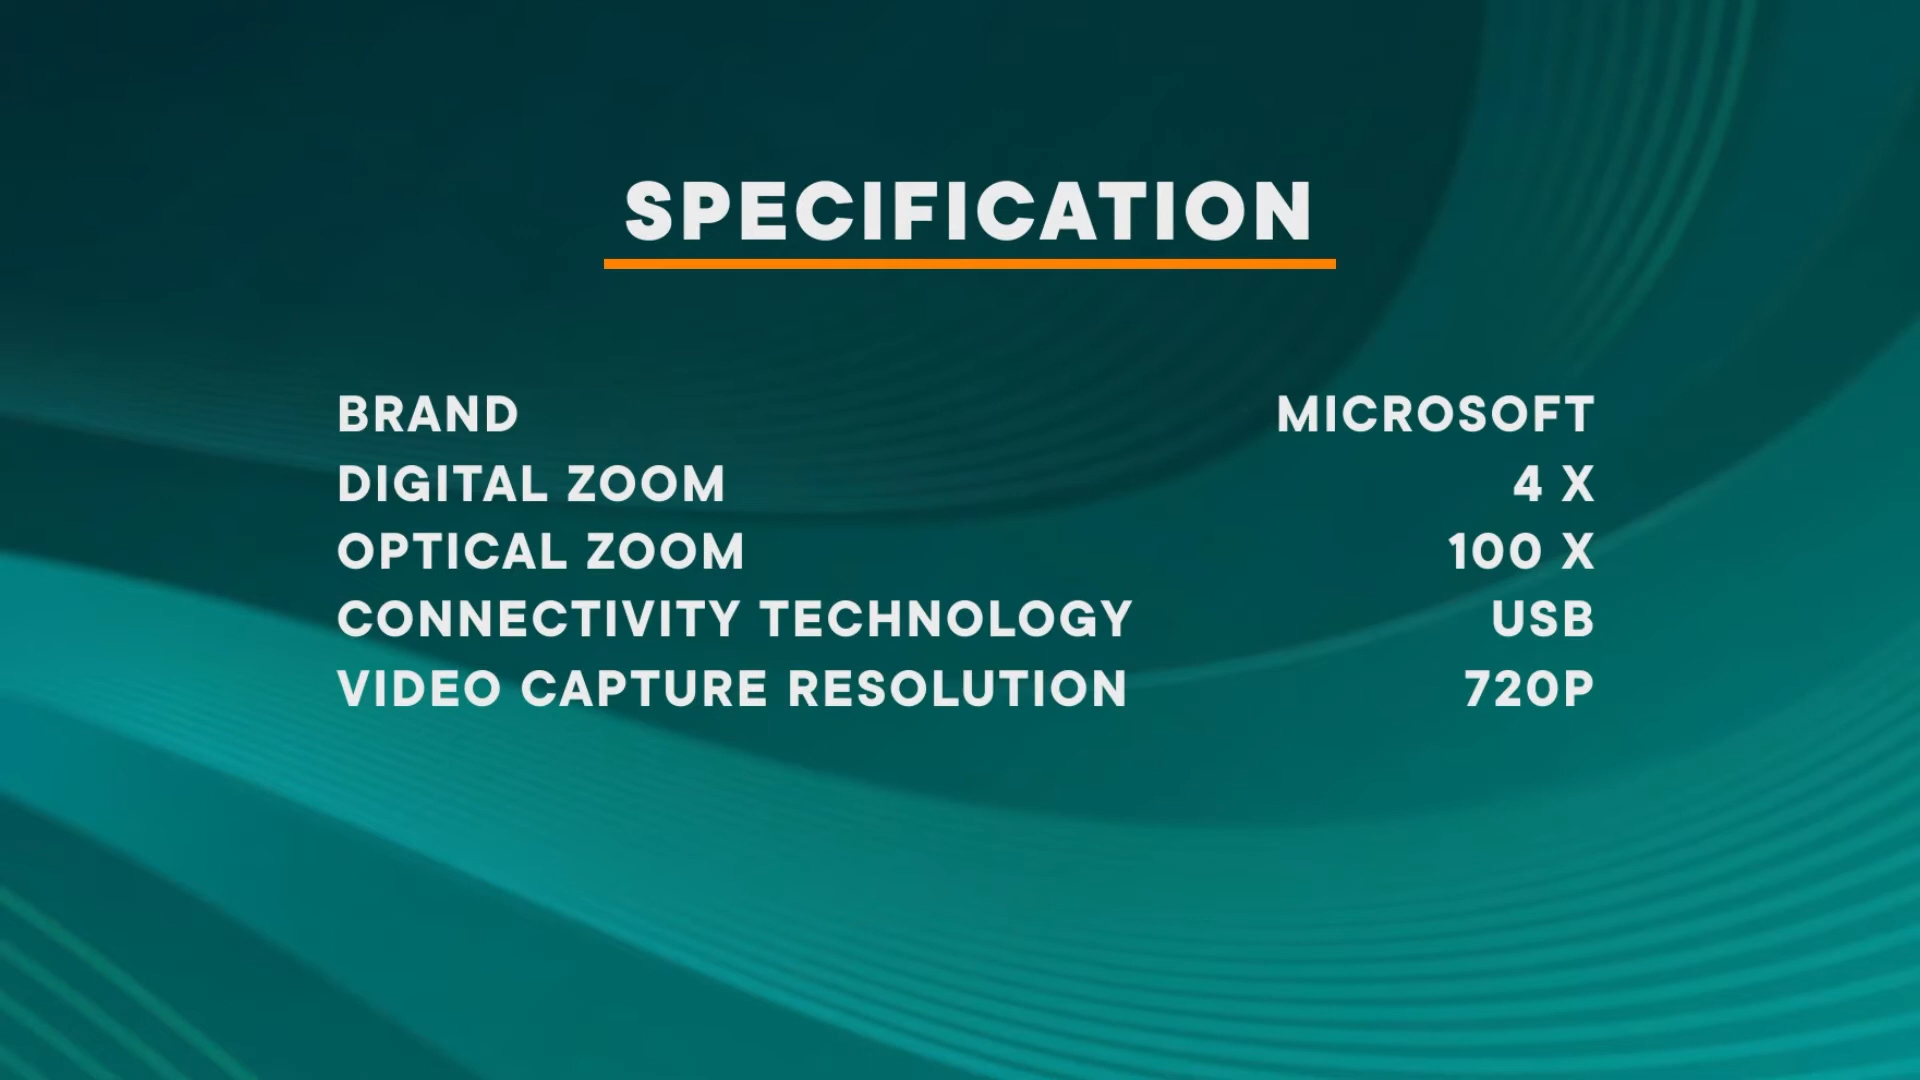 SPECIFICATION
BRAND MICROSOFT
DIGITAL ZOOM 4 X
OPTICAL ZOOM 100 X
CONNECTIVITY TECHNOLOGY USB
VIDEO CAPTURE RESOLUTION 720P